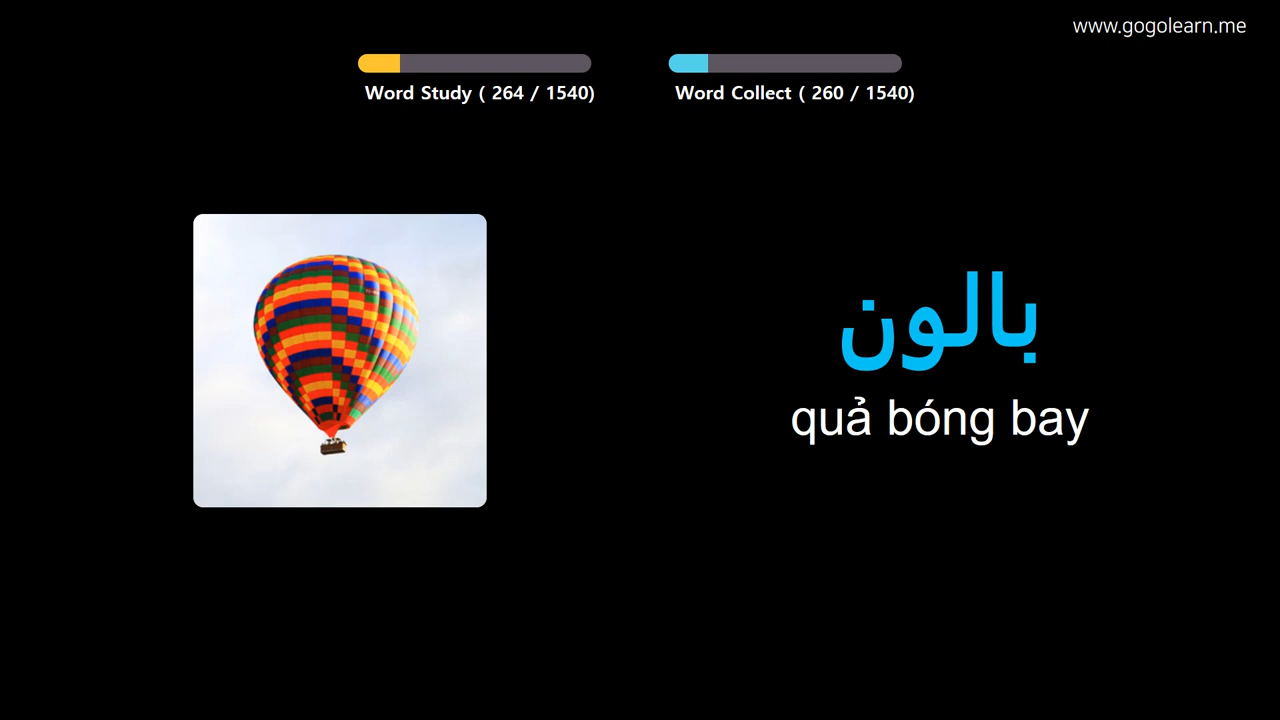 www.gogolearn.me
Word Study ( 264 / 1540)
Word Collect ( 260 / 1540)
بالون
quả bóng bay